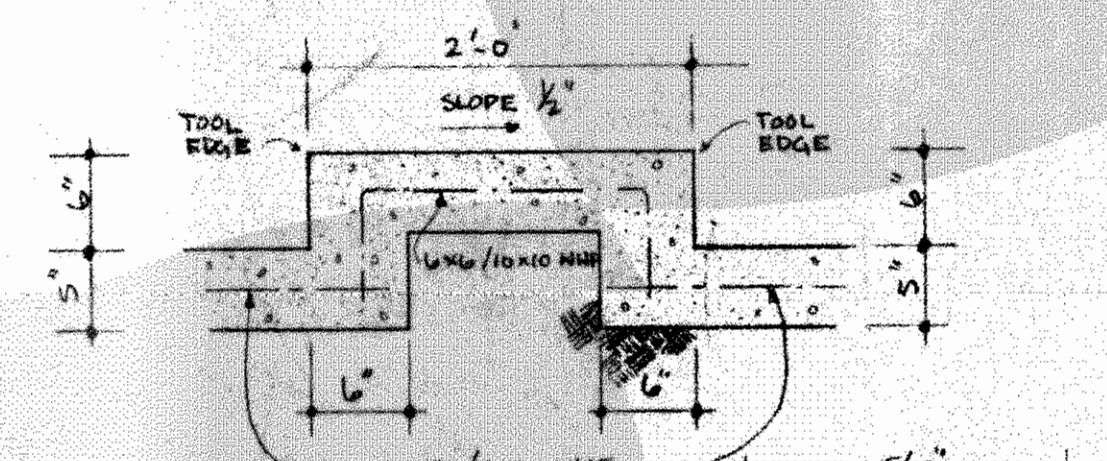 2'-0"
SLOPE 1/2"
TOOL
EDGE
TOOL
EDGE
6"
6"
6x6/10x10 WWF
5"
5"
6"
6"